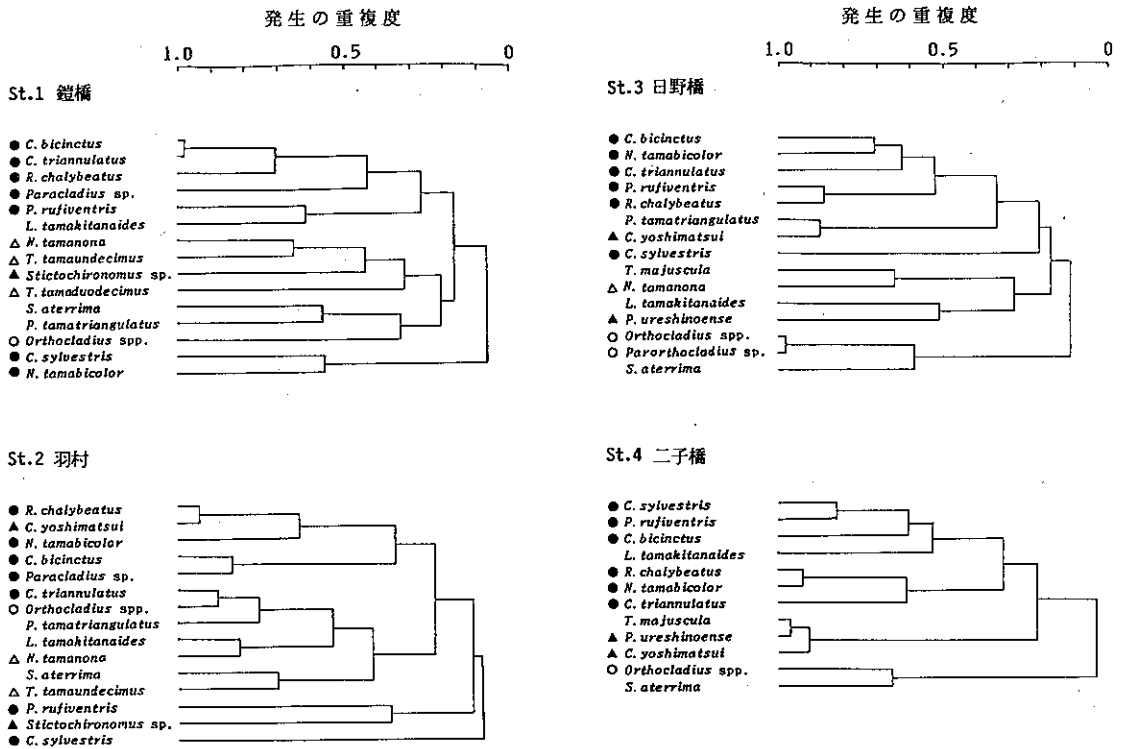 発生の重複度
1.0 0.5 0
St.1 鎧橋
● C. bicinctus
● C. triannulatus
● R. chalybeatus
● Paracladius sp.
● P. rufiventris
L. tamakitanaides
△ N. tamanona
△ T. tamaundecimus
▲ Stictochironomus sp.
△ T. tamaduodecimus
S. aterrima
P. tamatriangulatus
○ Orthocladius spp.
● C. sylvestris
● N. tamabicolor
St.2 羽村
● R. chalybeatus
▲ C. yoshimatsui
● N. tamabicolor
● C. bicinctus
● Paracladius sp.
● C. triannulatus
○ Orthocladius spp.
P. tamatriangulatus
L. tamakitanaides
△ N. tamanona
S. aterrima
△ T. tamaundecimus
● P. rufiventris
▲ Stictochironomus sp.
● C. sylvestris
発生の重複度
1.0 0.5 0
St.3 日野橋
● C. bicinctus
● N. tamabicolor
● C. triannulatus
● P. rufiventris
● R. chalybeatus
P. tamatriangulatus
▲ C. yoshimatsui
● C. sylvestris
T. majuscula
△ N. tamanona
L. tamakitanaides
▲ P. ureshinoense
○ Orthocladius spp.
○ Parorthocladius sp.
S. aterrima
St.4 二子橋
● C. sylvestris
● P. rufiventris
● C. bicinctus
L. tamakitanaides
● R. chalybeatus
● N. tamabicolor
● C. triannulatus
T. majuscula
▲ P. ureshinoense
▲ C. yoshimatsui
○ Orthocladius spp.
S. aterrima